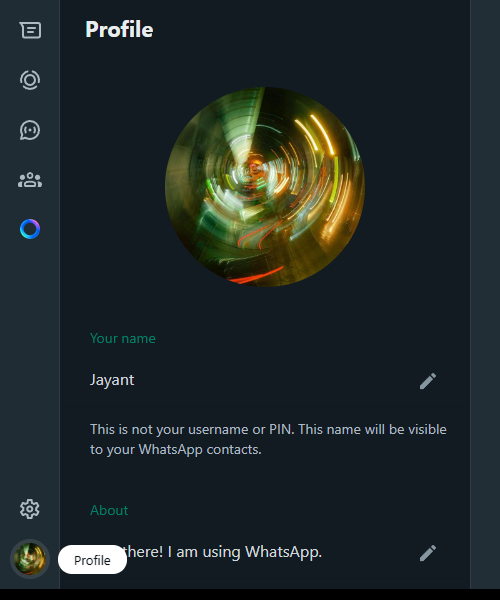 Profile
Your name
Jayant
This is not your username or PIN. This name will be visible
to your WhatsApp contacts.
About
there! I am using WhatsApp.
Profile